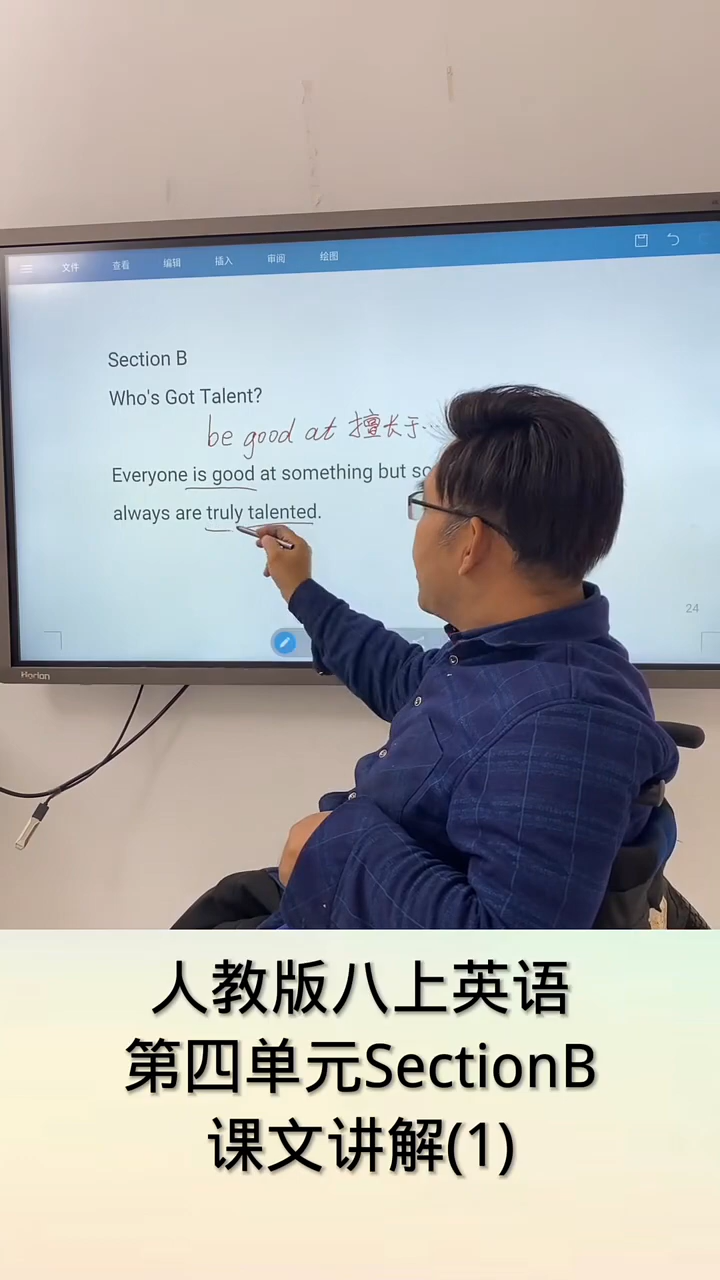 文件 查看 编辑 插入 审阅 绘图
Section B
Who's Got Talent?
be good at 擅长于…
Everyone is good at something but
always are truly talented.
24
Horion
人教版八上英语
第四单元SectionB
课文讲解(1)